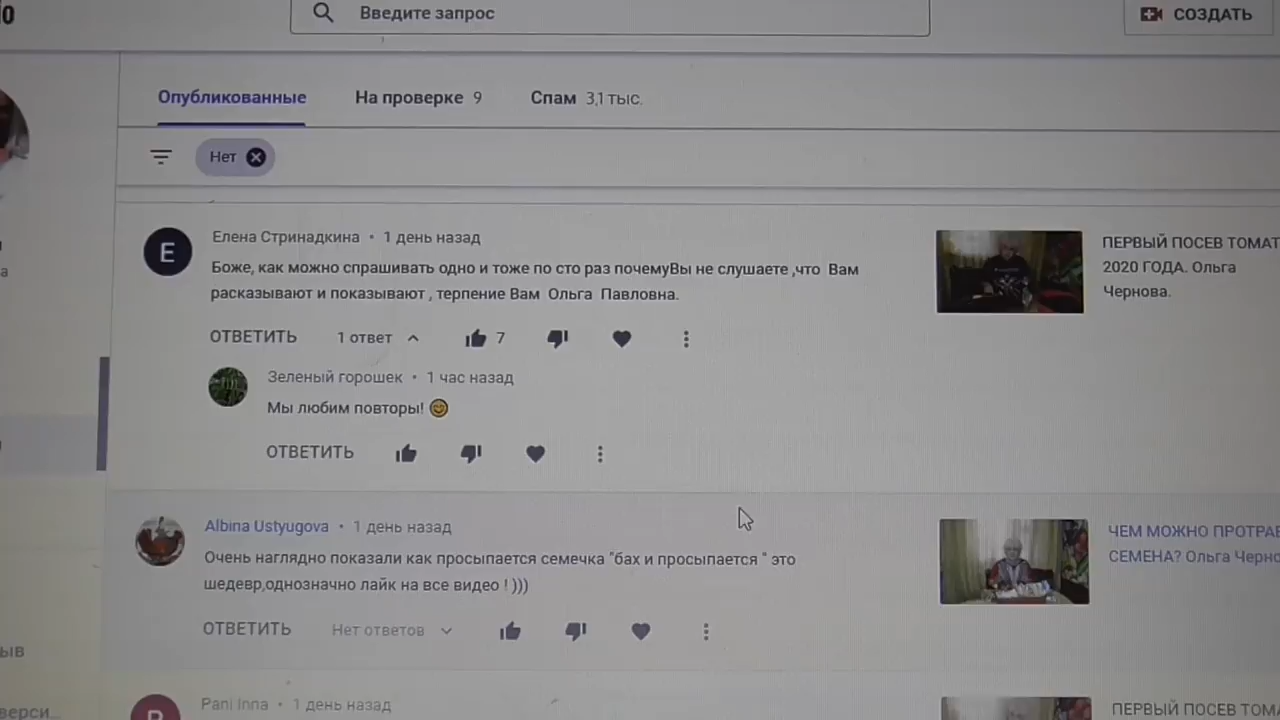 Введите запрос
СОЗДАТЬ
Опубликованные
На проверке 9
Спам 3,1 тыс.
Нет
Елена Стринадкина • 1 день назад
Боже, как можно спрашивать одно и тоже по сто раз почемуВы не слушаете ,что Вам
расказывают и показывают , терпение Вам Ольга Павловна.
ОТВЕТИТЬ 1 ответ 7
ПЕРВЫЙ ПОСЕВ ТОМАТ
2020 ГОДА. Ольга
Чернова.
Зеленый горошек • 1 час назад
Мы любим повторы!
ОТВЕТИТЬ
Albina Ustyugova • 1 день назад
Очень наглядно показали как просыпается семечка "бах и просыпается " это
шедевр,однозначно лайк на все видео ! )))
ОТВЕТИТЬ Нет ответов
ЧЕМ МОЖНО ПРОТРАВ
СЕМЕНА? Ольга Черно
Pani Inna • 1 день назад
ПЕРВЫЙ ПОСЕВ ТОМА